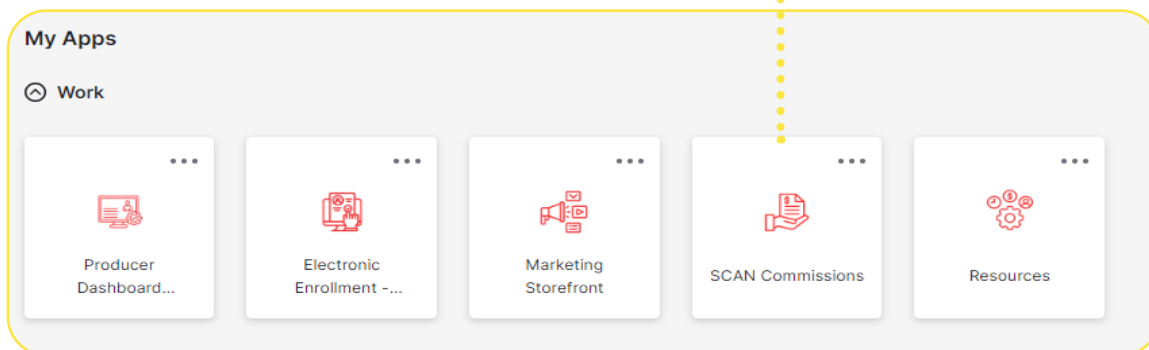 My Apps
Work
Producer
Dashboard...
Electronic
Enrollment -...
Marketing
Storefront
SCAN Commissions
Resources